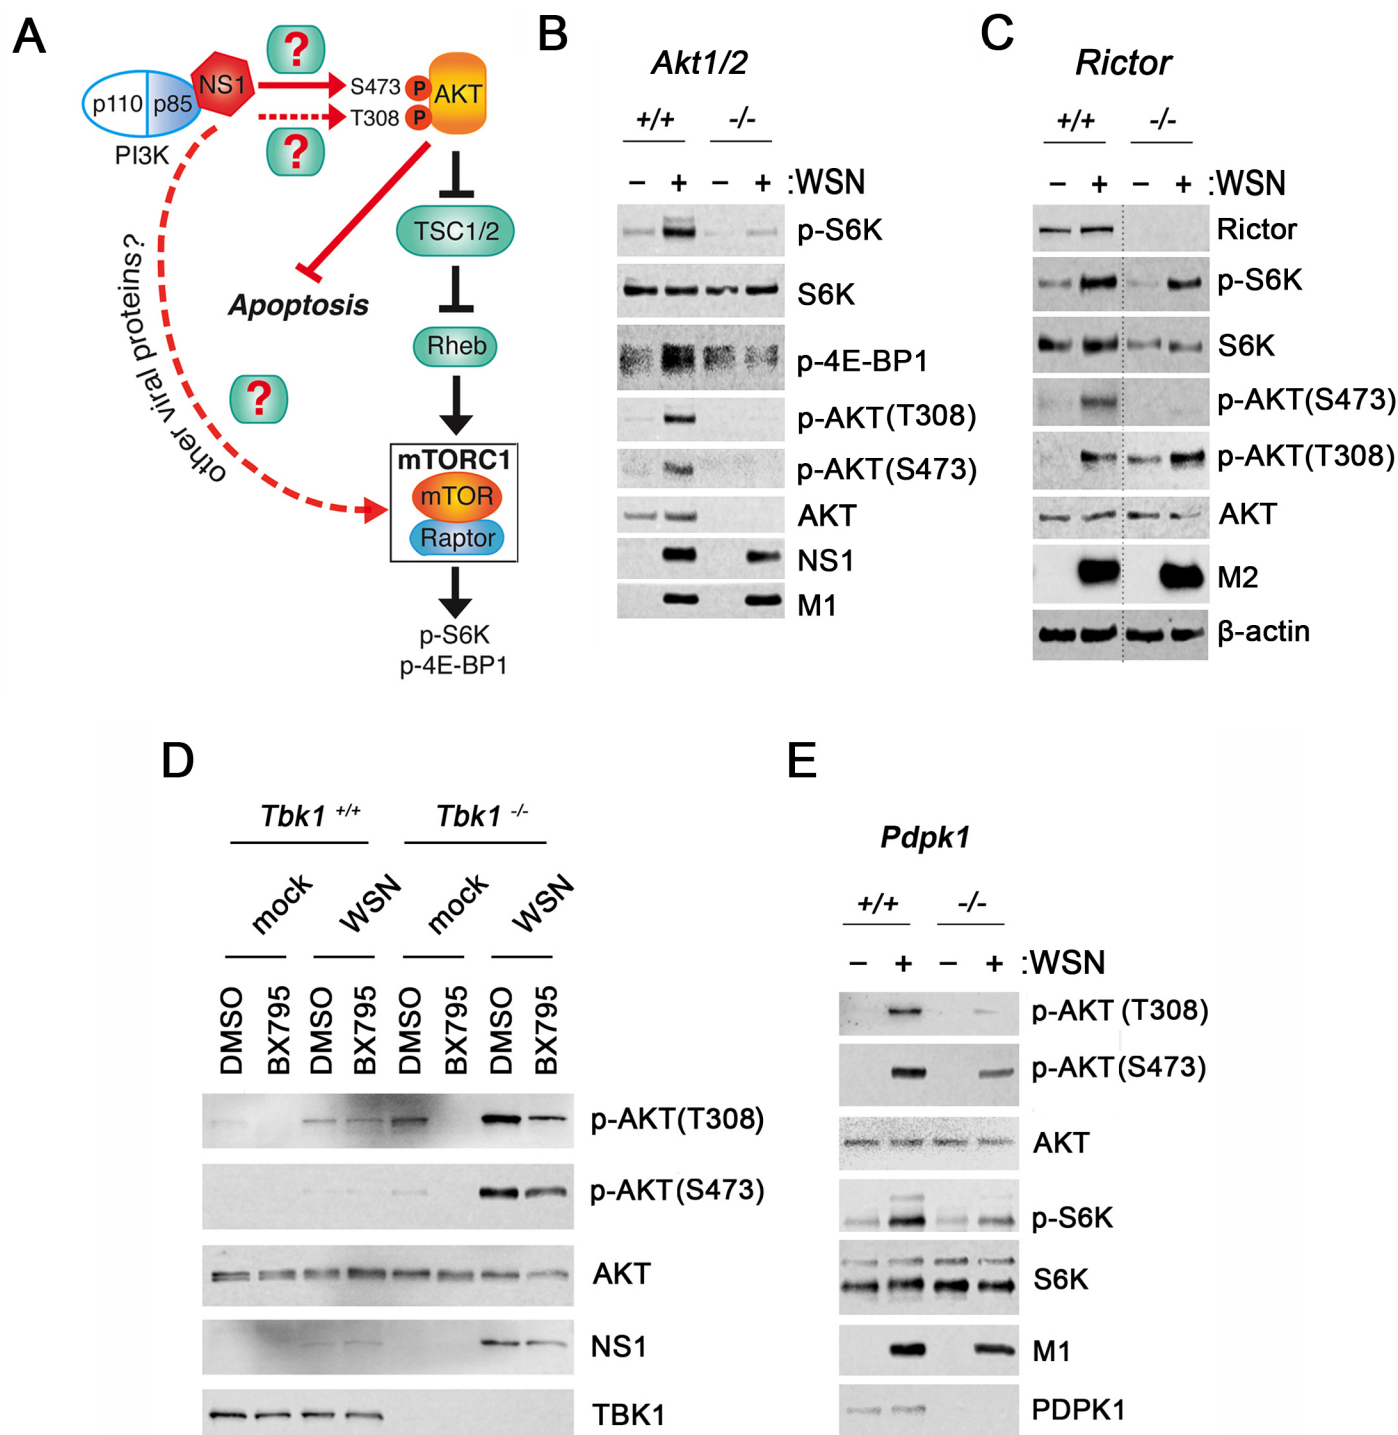 A
?
NS1
p110
p85
PI3K
S473
P
T308
P
AKT
?
TSC1/2
Apoptosis
Rheb
other viral proteins?
?
mTORC1
mTOR
Raptor
p-S6K
p-4E-BP1
B
Akt1/2
+/+ -/-
– + – + :WSN
p-S6K
S6K
p-4E-BP1
p-AKT(T308)
p-AKT(S473)
AKT
NS1
M1
C
Rictor
+/+ -/-
– + – + :WSN
Rictor
p-S6K
S6K
p-AKT(S473)
p-AKT(T308)
AKT
M2
β-actin
D
Tbk1 +/+ Tbk1 -/-
mock WSN mock WSN
DMSO BX795 DMSO BX795 DMSO BX795 DMSO BX795
p-AKT(T308)
p-AKT(S473)
AKT
NS1
TBK1
E
Pdpk1
+/+ -/-
– + – + :WSN
p-AKT (T308)
p-AKT(S473)
AKT
p-S6K
S6K
M1
PDPK1